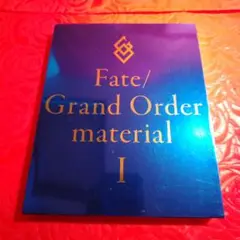 Fate/
Grand Order
material
I